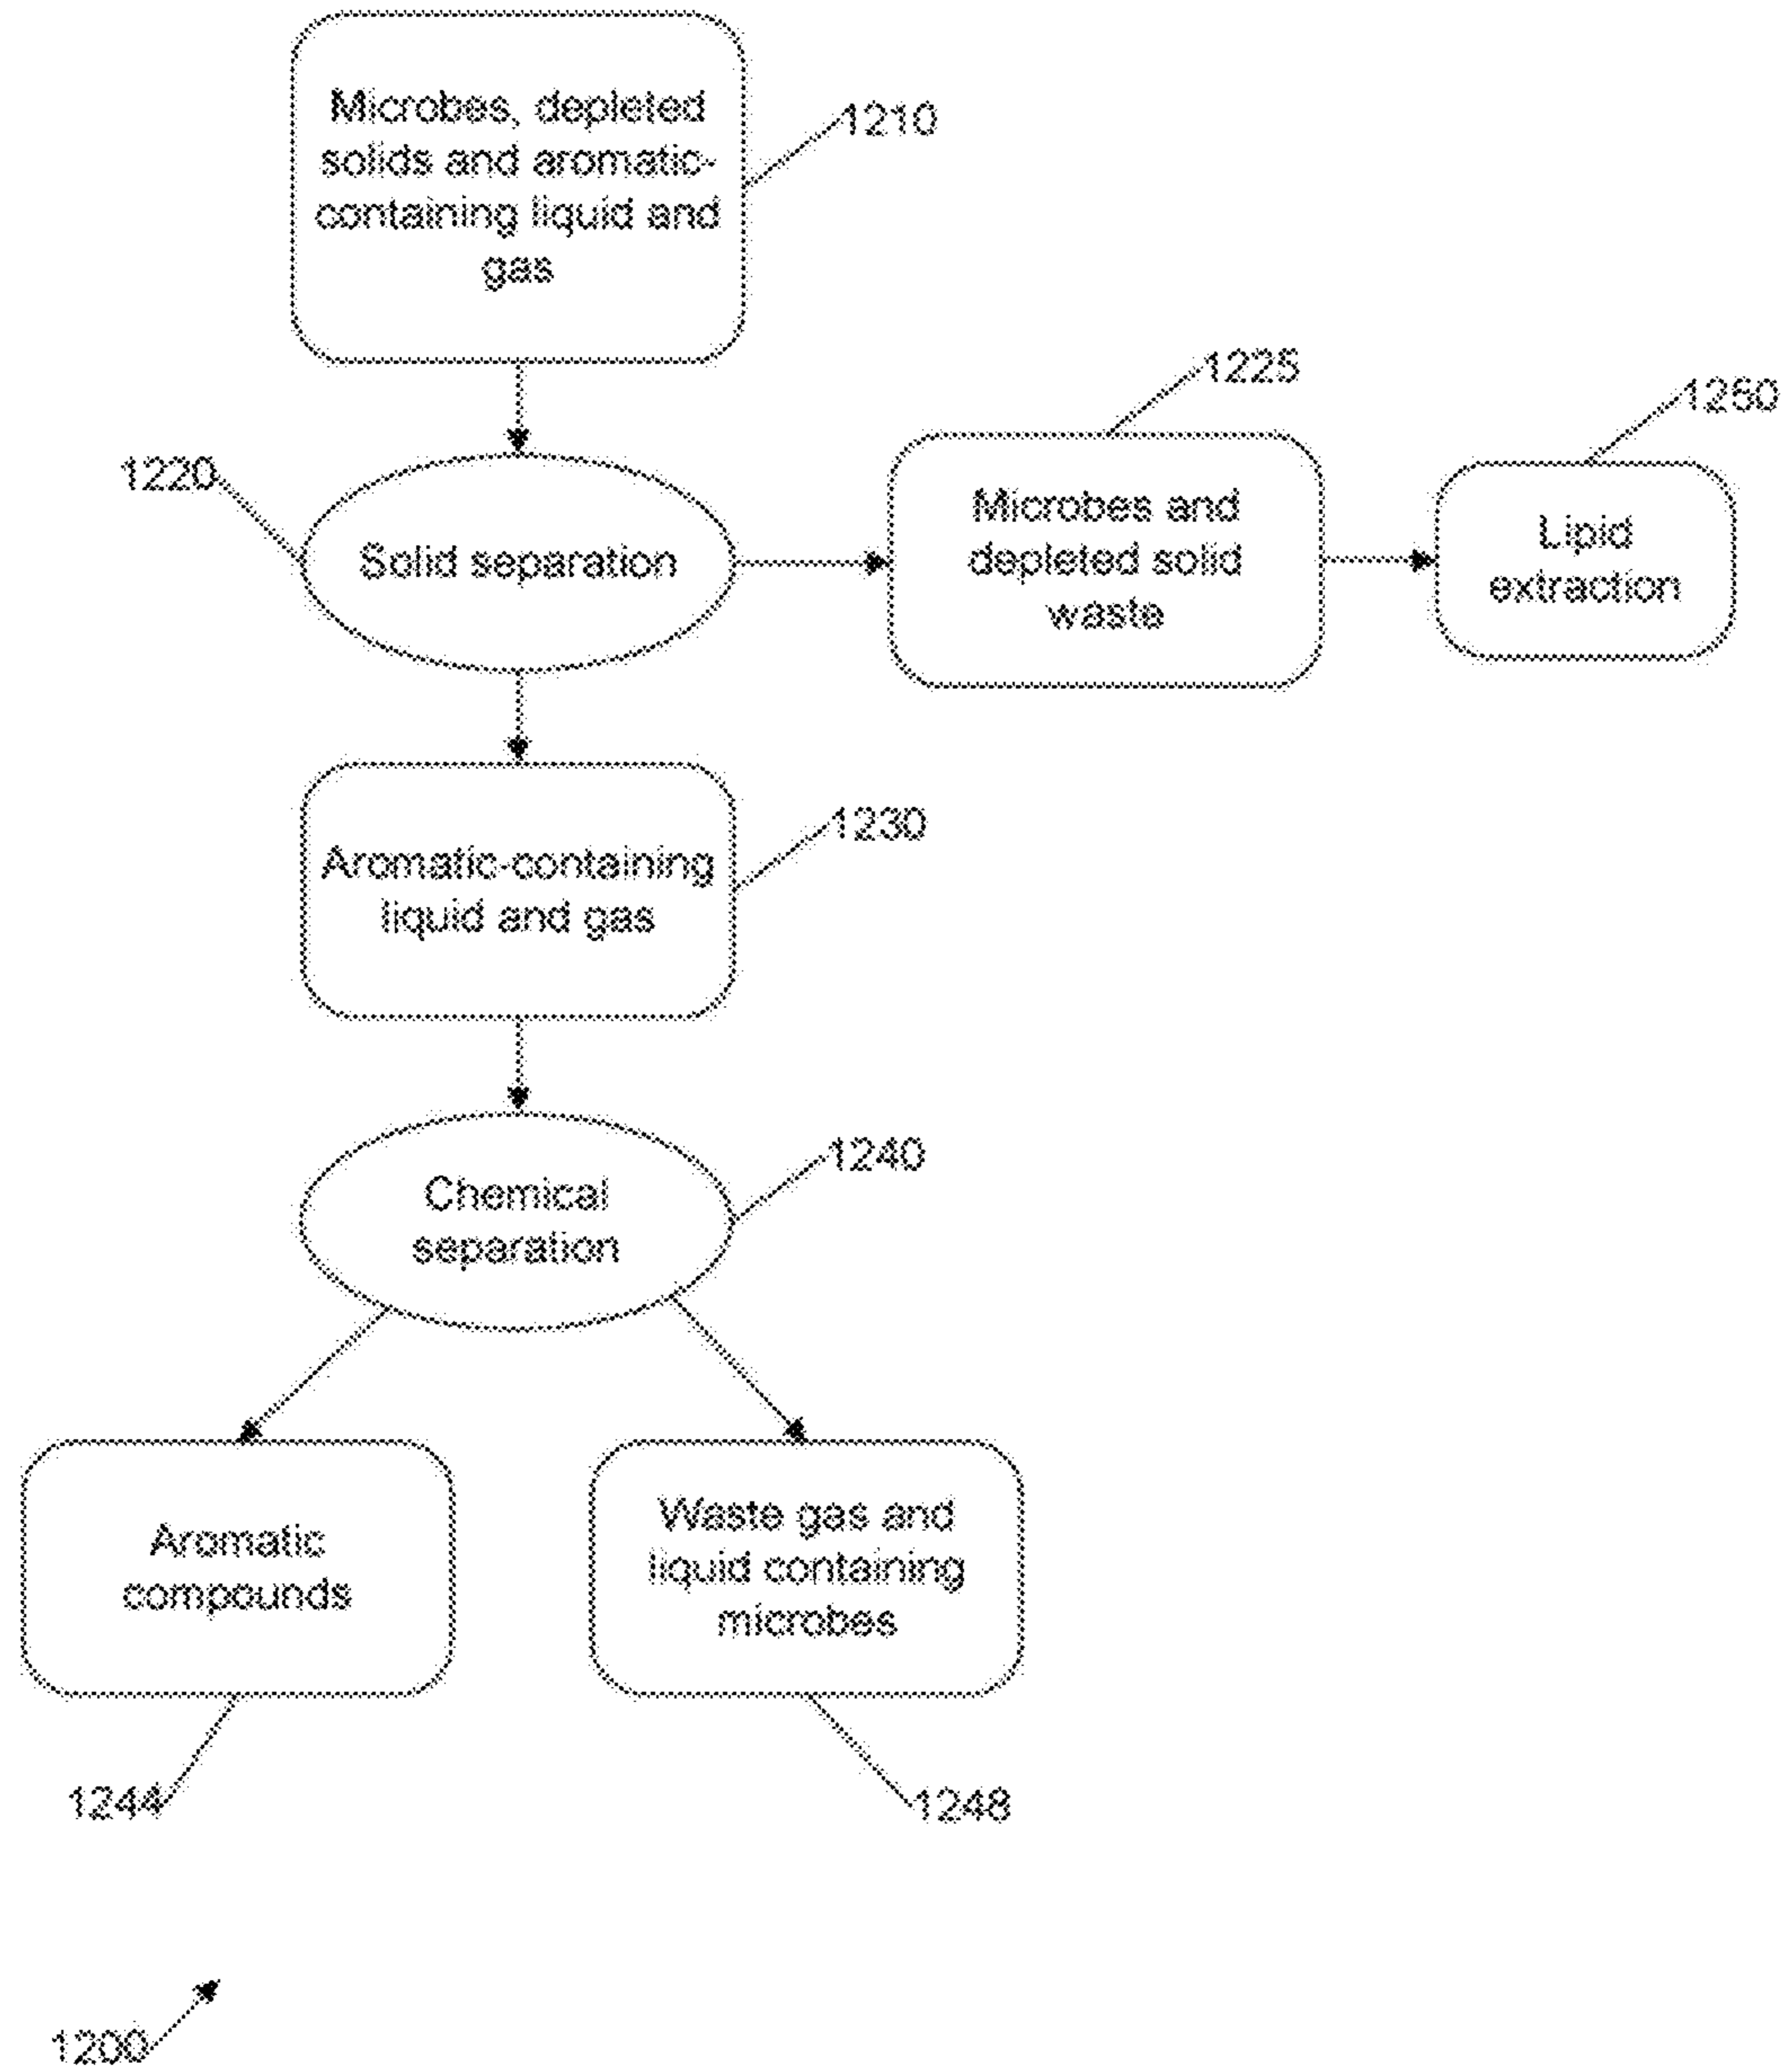 Microbes, depleted
solids and aromatic-
containing liquid and
gas
1210
1225
1250
1220
Solid separation
Microbes and
depleted solid
waste
Lipid
extraction
1230
Aromatic-containing
liquid and gas
1240
Chemical
separation
Aromatic
compounds
Waste gas and
liquid containing
microbes
1244
1248
1200